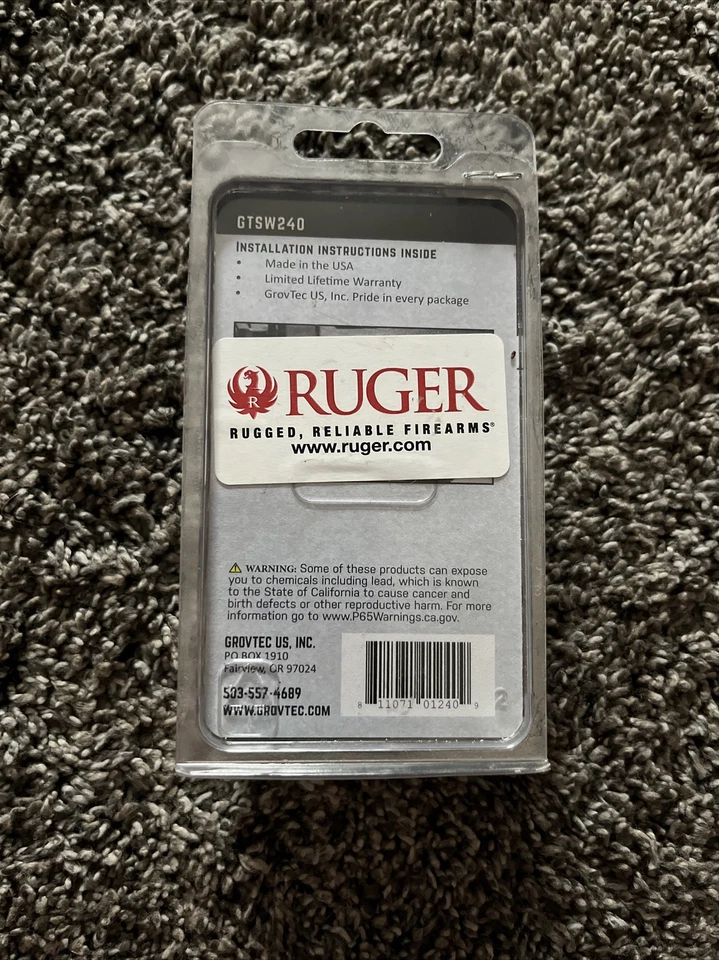 GTSW240
INSTALLATION INSTRUCTIONS INSIDE
• Made in the USA
• Limited Lifetime Warranty
• GrovTec US, Inc. Pride in every package
R
RUGER
RUGGED, RELIABLE FIREARMS®
www.ruger.com
WARNING: Some of these products can expose
you to chemicals including lead, which is known
to the State of California to cause cancer and
birth defects or other reproductive harm. For more
information go to www.P65Warnings.ca.gov.
GROVTEC US, INC.
PO BOX 1910
Fairview, OR 97024
503-557-4689
WWW.GROVTEC.COM
8 11071 01240 9
2